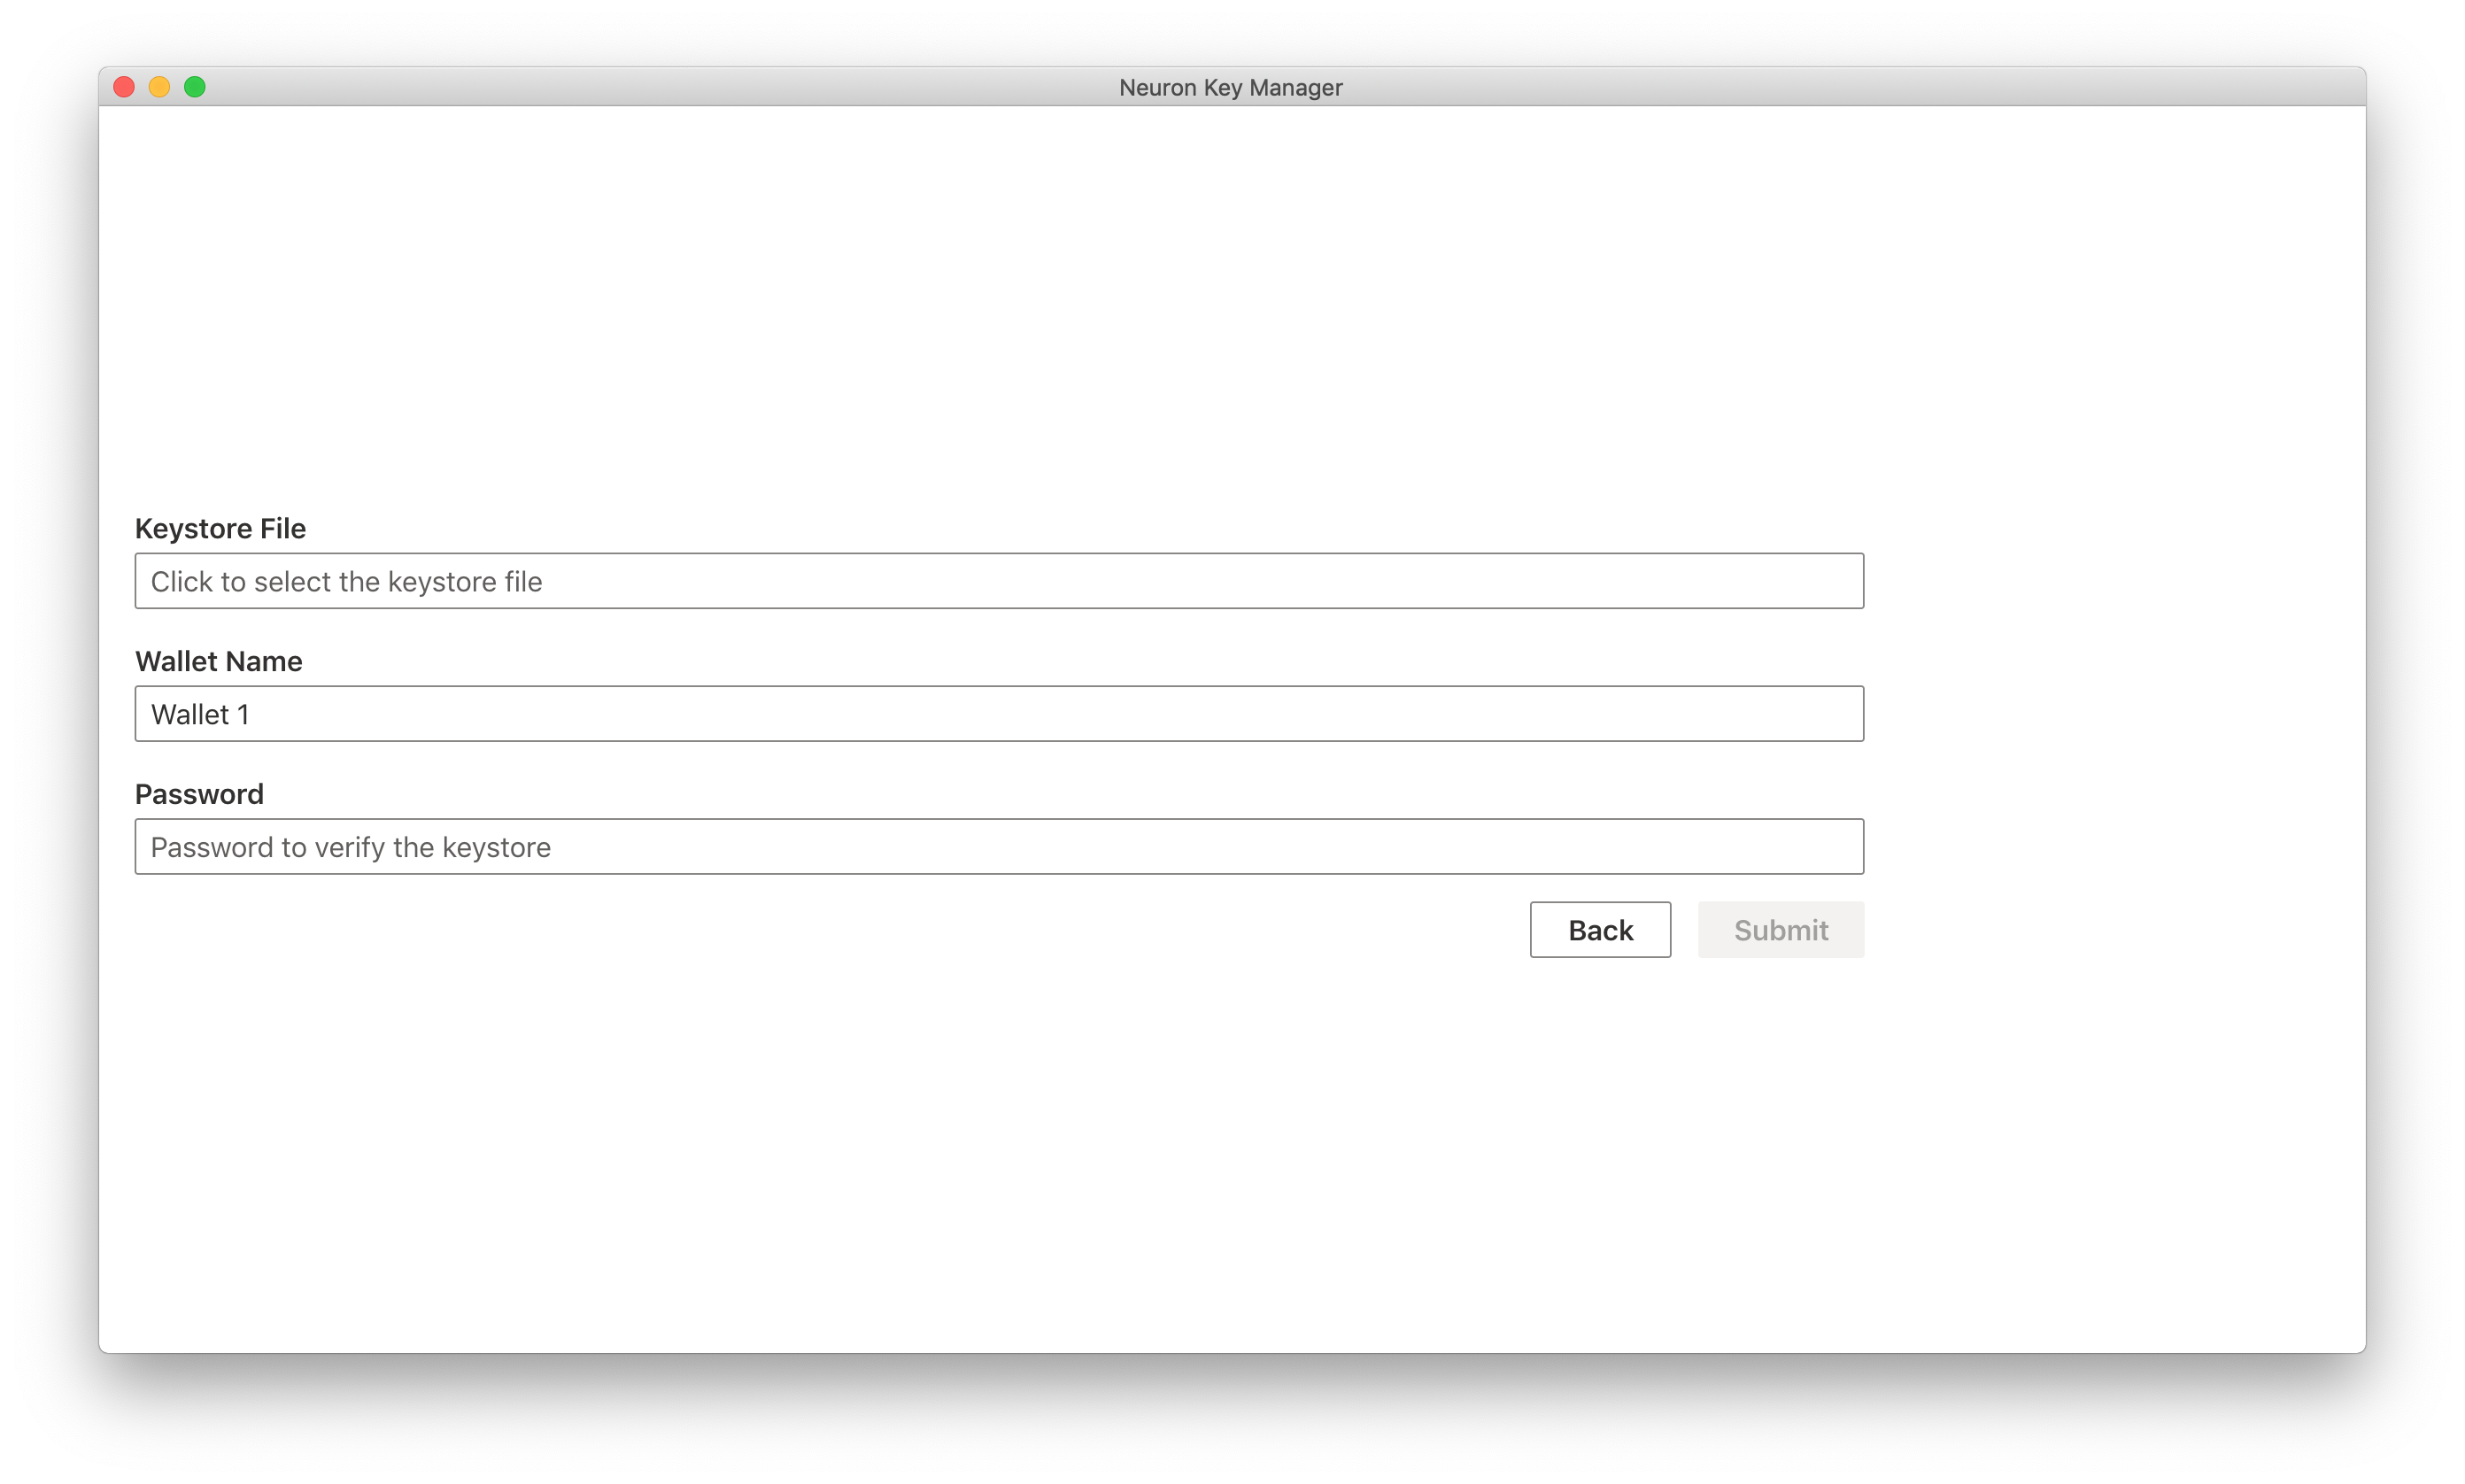 Neuron Key Manager
Keystore File
Click to select the keystore file
Wallet Name
Wallet 1
Password
Password to verify the keystore
Back Submit